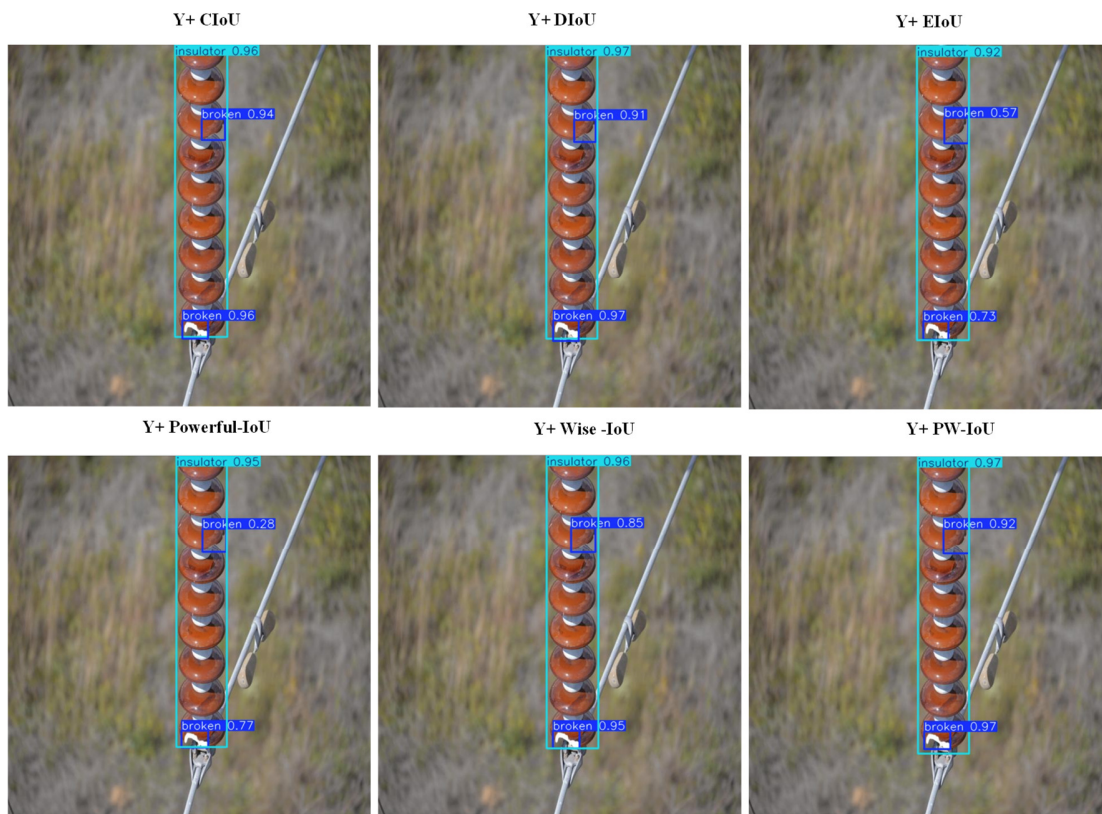 Y+ CIoU
Y+ DIoU
Y+ EIoU
insulator 0.96
insulator 0.97
insulator 0.92
broken 0.94
broken 0.91
broken 0.57
broken 0.96
broken 0.97
broken 0.73
Y+ Powerful-IoU
Y+ Wise -IoU
Y+ PW-IoU
insulator 0.95
insulator 0.96
insulator 0.97
broken 0.28
broken 0.85
broken 0.92
broken 0.77
broken 0.95
broken 0.97